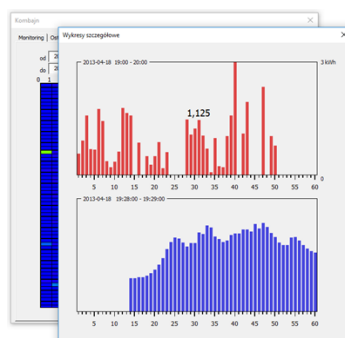 Kombajn
Monitoring
od
do
0 1
Wykresy szczegółowe
2013-04-18 19:00 - 20:00
3 kWh
1,125
0
5 10 15 20 25 30 35 40 45 50 55 60
2013-04-18 19:28:00 - 19:29:00
5 10 15 20 25 30 35 40 45 50 55 60